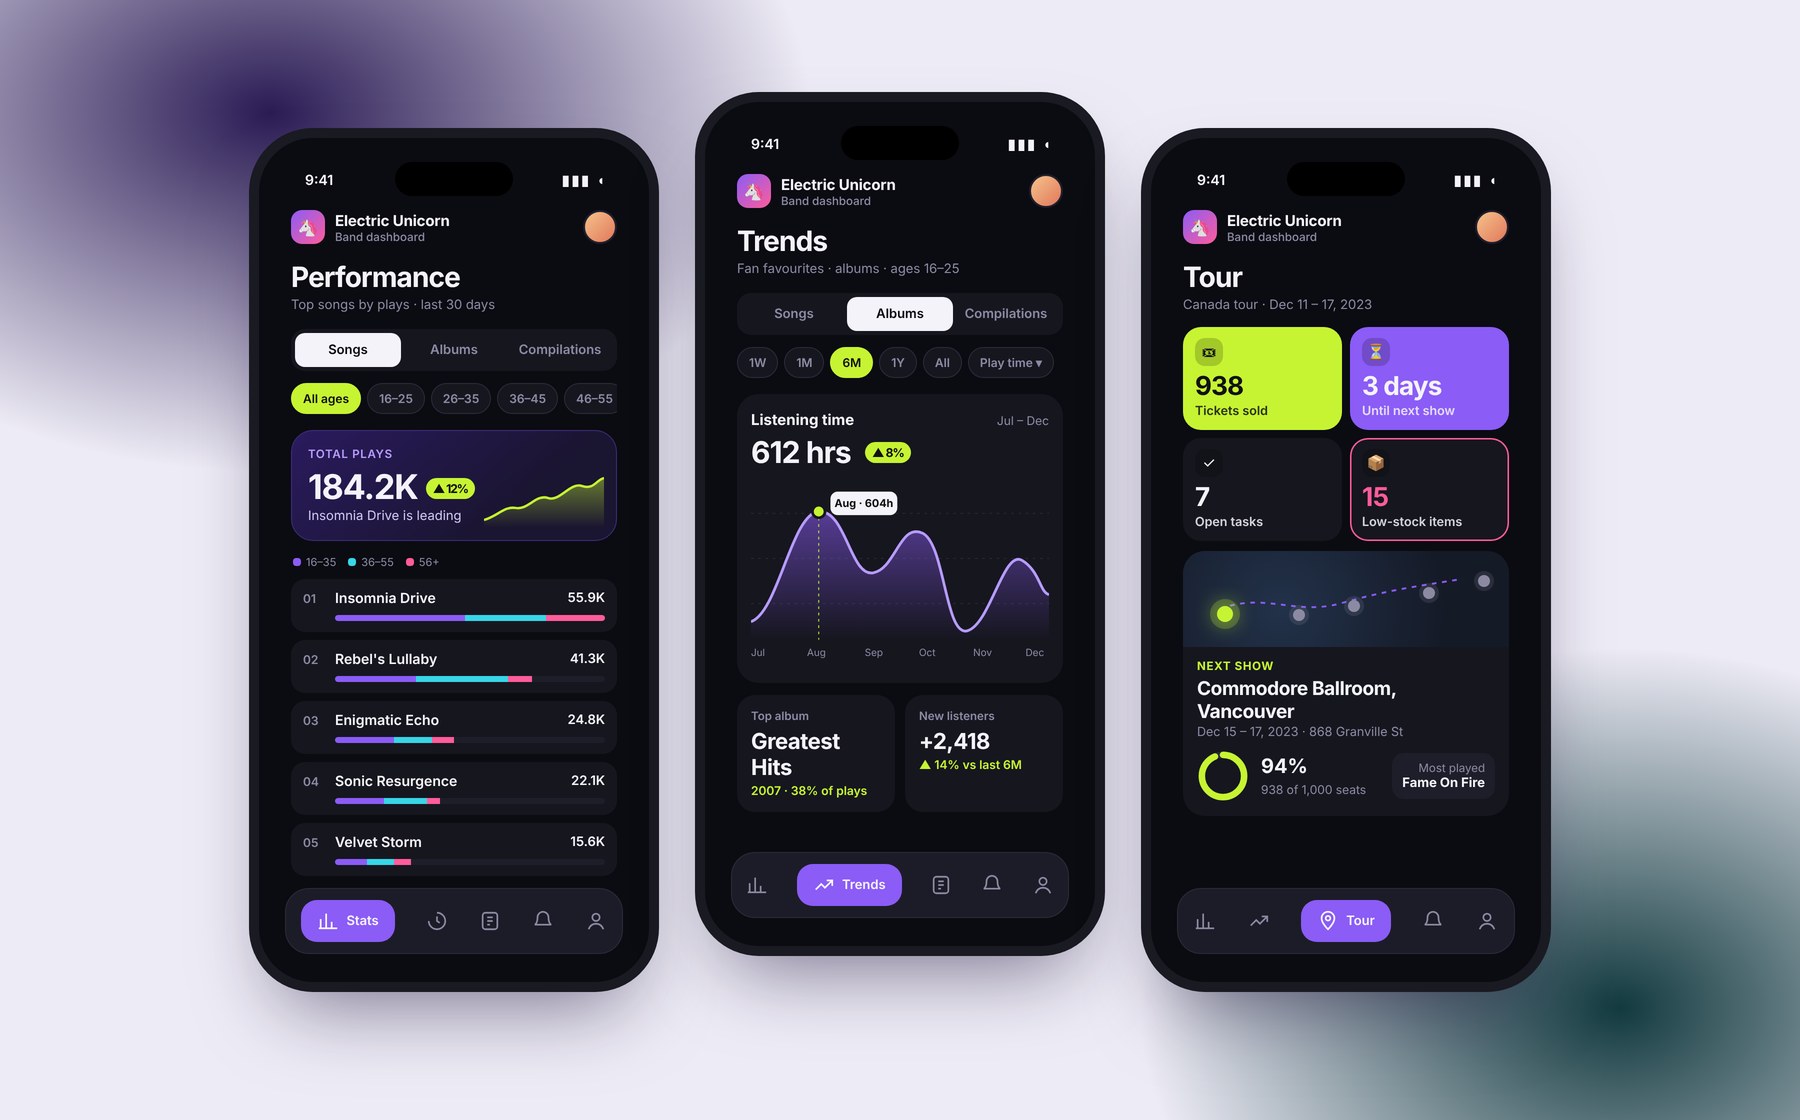 9:41
Electric Unicorn
Band dashboard
Performance
Top songs by plays · last 30 days
Songs Albums Compilations
All ages 16–25 26–35 36–45 46–55
TOTAL PLAYS
184.2K ▲12%
Insomnia Drive is leading
16–35 36–55 56+
01 Insomnia Drive 55.9K
02 Rebel's Lullaby 41.3K
03 Enigmatic Echo 24.8K
04 Sonic Resurgence 22.1K
05 Velvet Storm 15.6K
Stats
9:41
Electric Unicorn
Band dashboard
Trends
Fan favourites · albums · ages 16–25
Songs Albums Compilations
1W 1M 6M 1Y All Play time ▾
Listening time Jul – Dec
612 hrs ▲8%
Aug · 604h
Jul Aug Sep Oct Nov Dec
Top album
Greatest
Hits
2007 · 38% of plays
New listeners
+2,418
▲ 14% vs last 6M
Trends
9:41
Electric Unicorn
Band dashboard
Tour
Canada tour · Dec 11 – 17, 2023
938
Tickets sold
3 days
Until next show
7
Open tasks
15
Low-stock items
NEXT SHOW
Commodore Ballroom,
Vancouver
Dec 15 – 17, 2023 · 868 Granville St
94%
938 of 1,000 seats
Most played
Fame On Fire
Tour